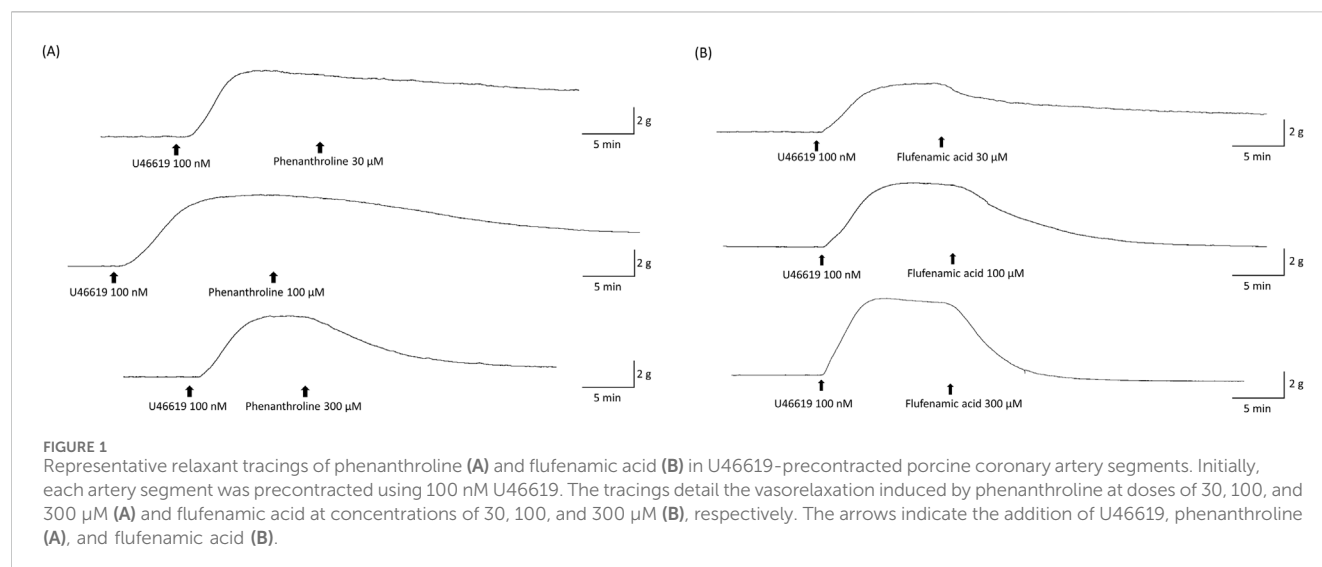 (A)
2 g
5 min
U46619 100 nM
Phenanthroline 30 μM
2 g
5 min
U46619 100 nM
Phenanthroline 100 μM
2 g
5 min
U46619 100 nM
Phenanthroline 300 μM
(B)
2 g
5 min
U46619 100 nM
Flufenamic acid 30 μM
2 g
5 min
U46619 100 nM
Flufenamic acid 100 μM
2 g
5 min
U46619 100 nM
Flufenamic acid 300 μM
FIGURE 1
Representative relaxant tracings of phenanthroline (A) and flufenamic acid (B) in U46619-precontracted porcine coronary artery segments. Initially,
each artery segment was precontracted using 100 nM U46619. The tracings detail the vasorelaxation induced by phenanthroline at doses of 30, 100, and
300 μM (A) and flufenamic acid at concentrations of 30, 100, and 300 μM (B), respectively. The arrows indicate the addition of U46619, phenanthroline
(A), and flufenamic acid (B).